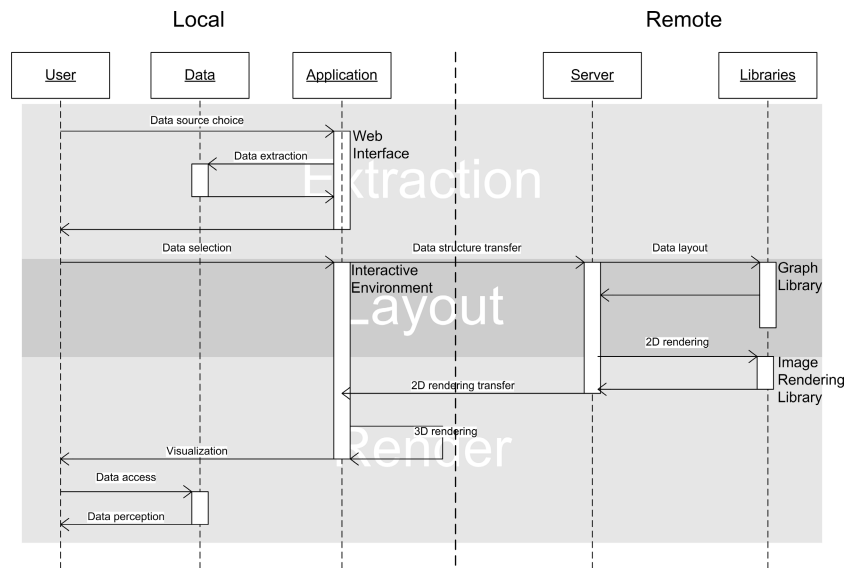 Local
Remote
User
Data
Application
Server
Libraries
Data source choice
Web
Interface
Data extraction
Extraction
Data selection
Data structure transfer
Data layout
Interactive
Environment
Graph
Library
Layout
2D rendering
Image
Rendering
Library
2D rendering transfer
3D rendering
Render
Visualization
Data access
Data perception